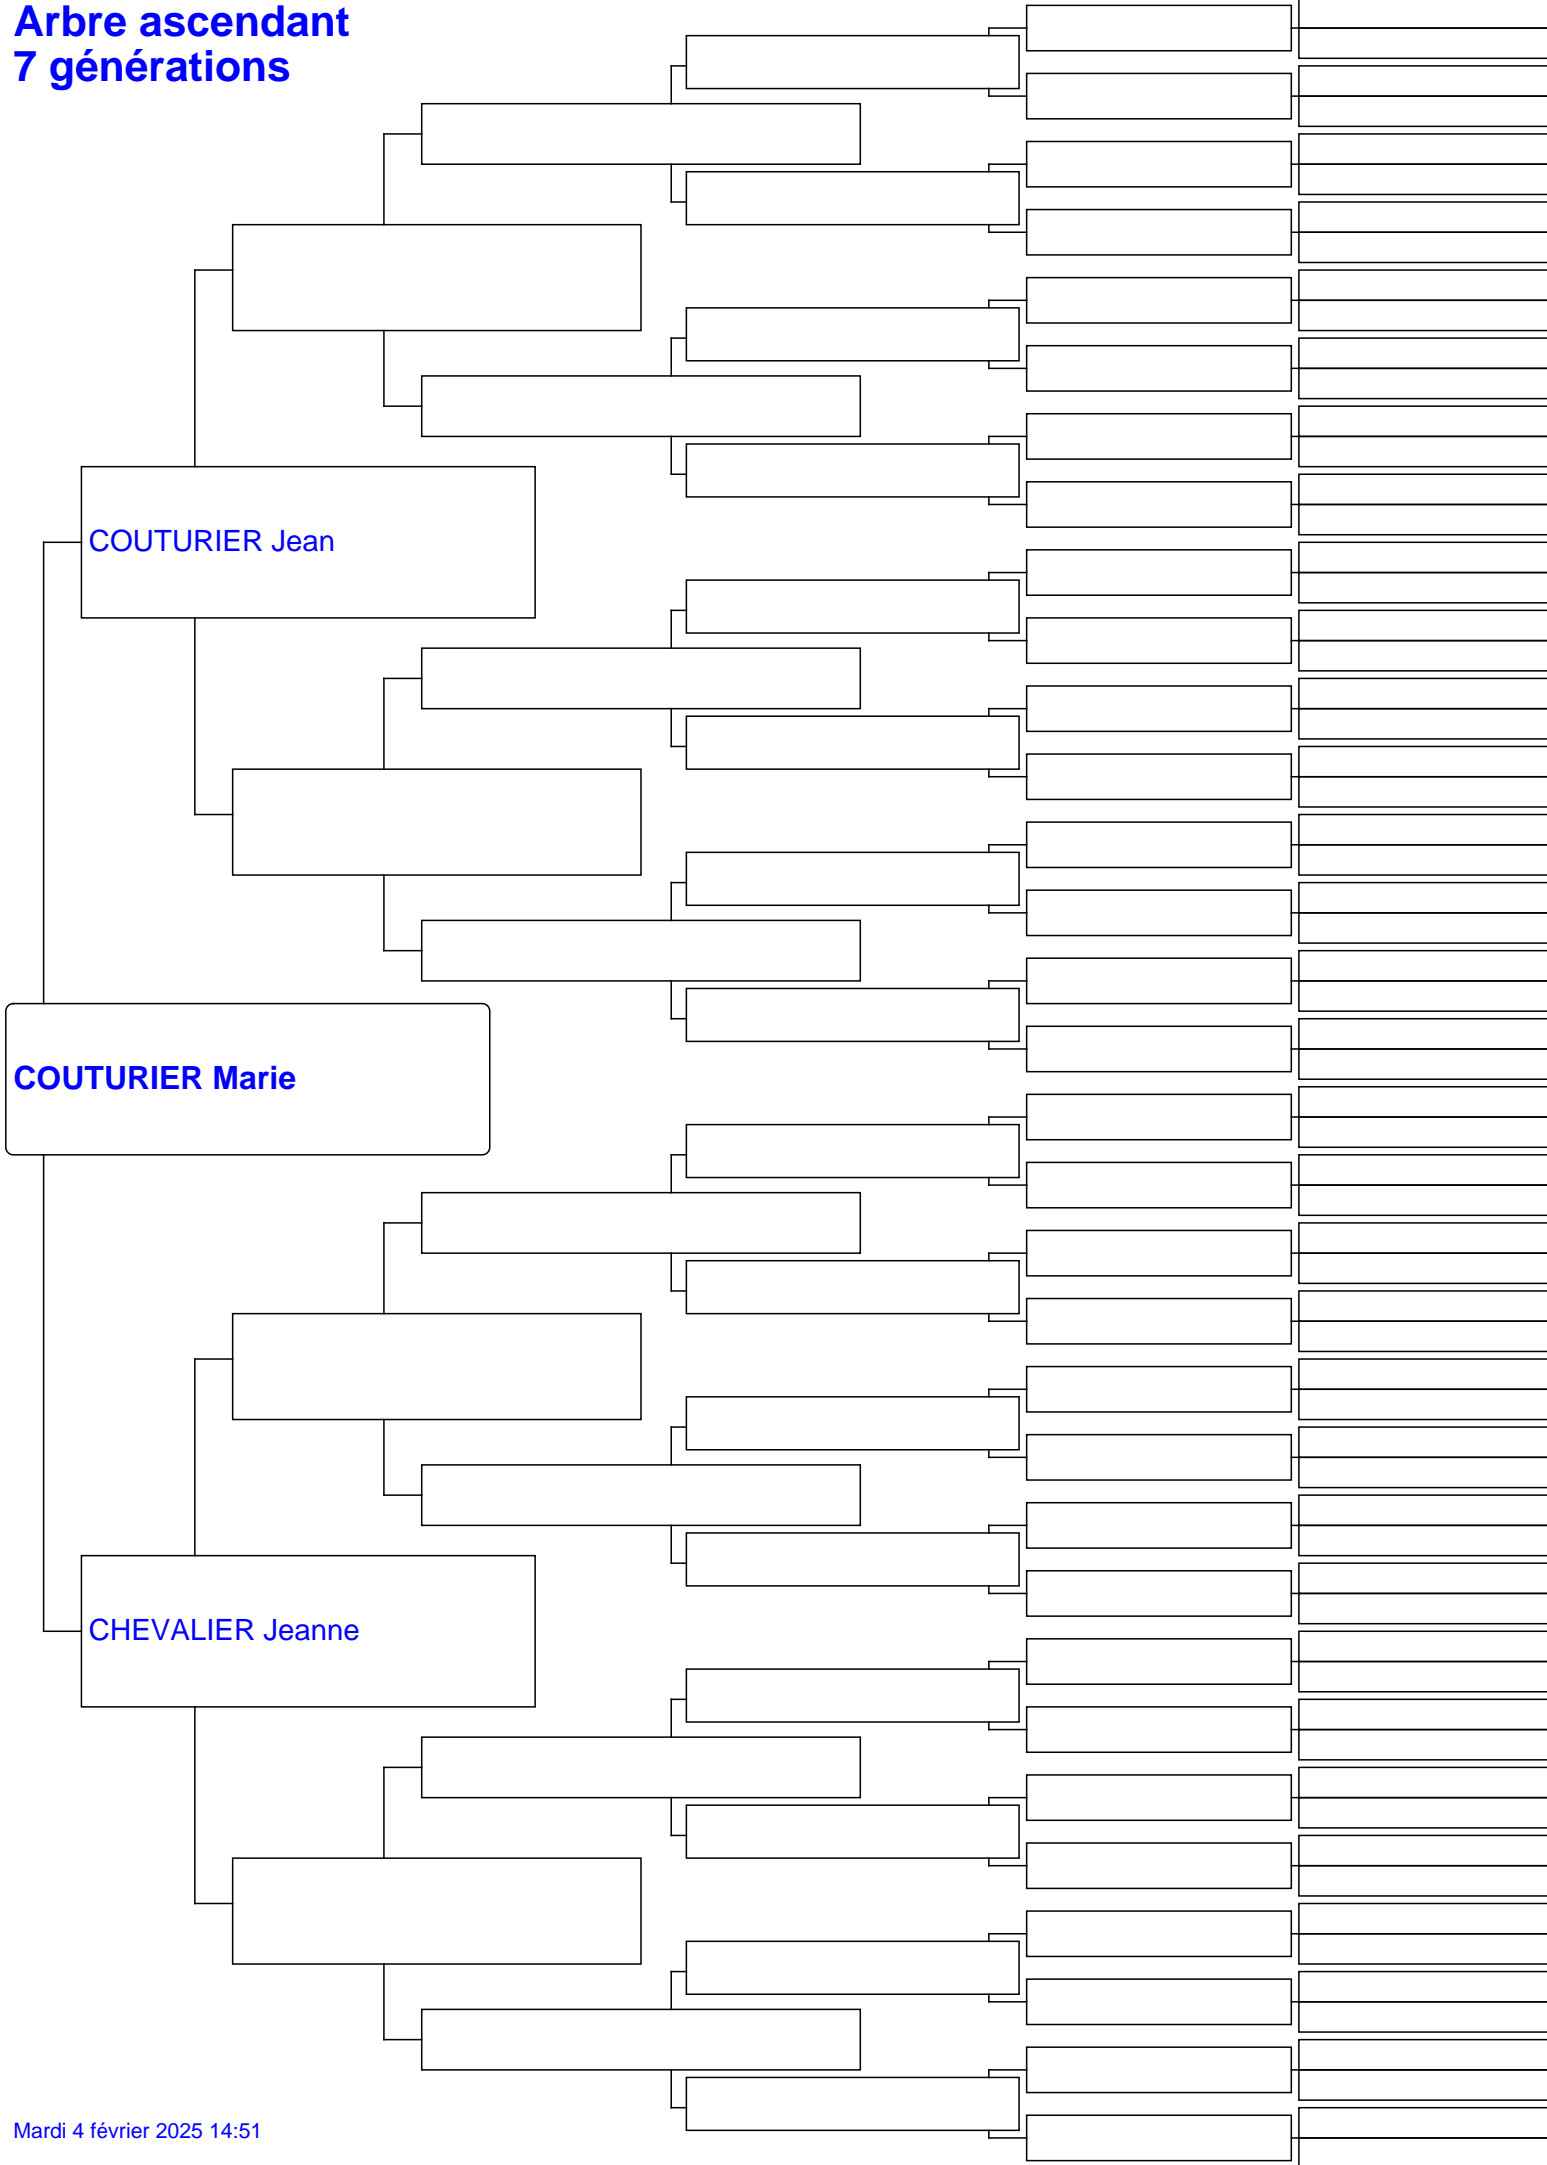 Arbre ascendant
7 générations
COUTURIER Jean
COUTURIER Marie
CHEVALIER Jeanne
Mardi 4 février 2025 14:51